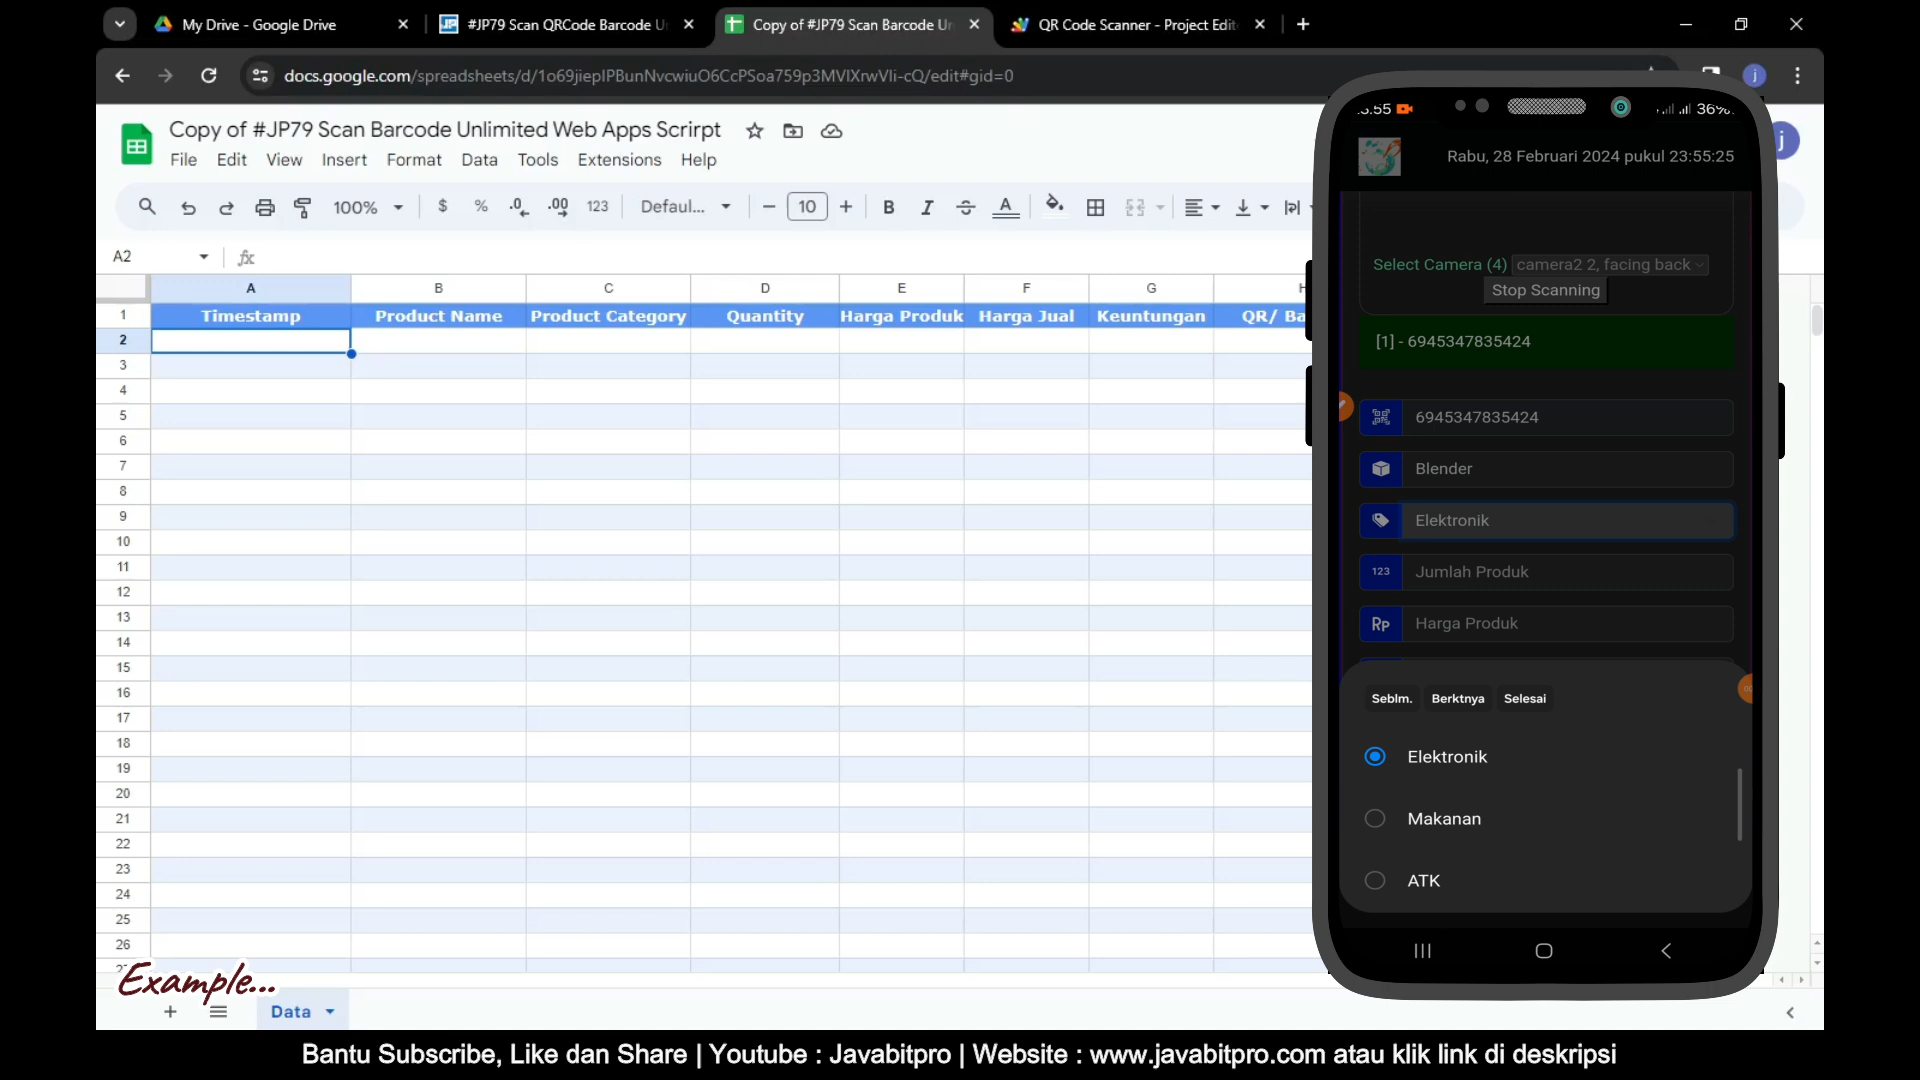 My Drive - Google Drive
#JP79 Scan QRCode Barcode U
Copy of #JP79 Scan Barcode Un
QR Code Scanner - Project Edit
docs.google.com/spreadsheets/d/1o69jiepIPBunNvcwiuO6CcPSoa759p3MVIXrwVIi-cQ/edit#gid=0
j
Copy of #JP79 Scan Barcode Unlimited Web Apps Scrirpt
File Edit View Insert Format Data Tools Extensions Help
j
100% $ % .0 .00 123 Defaul... 10 B I A
A2 fx
A B C D E F G H
1 Timestamp Product Name Product Category Quantity Harga Produk Harga Jual Keuntungan QR/ Ba
2
3
4
5
6
7
8
9
10
11
12
13
14
15
16
17
18
19
20
21
22
23
24
25
26
27
Example...
Data
36%
Rabu, 28 Februari 2024 pukul 23:55:25
Select Camera (4) camera2 2, facing back
Stop Scanning
[1] - 6945347835424
6945347835424
Blender
Elektronik
123 Jumlah Produk
Rp Harga Produk
Seblm. Berktnya Selesai
Elektronik
Makanan
ATK
Bantu Subscribe, Like dan Share | Youtube : Javabitpro | Website : www.javabitpro.com atau klik link di deskripsi